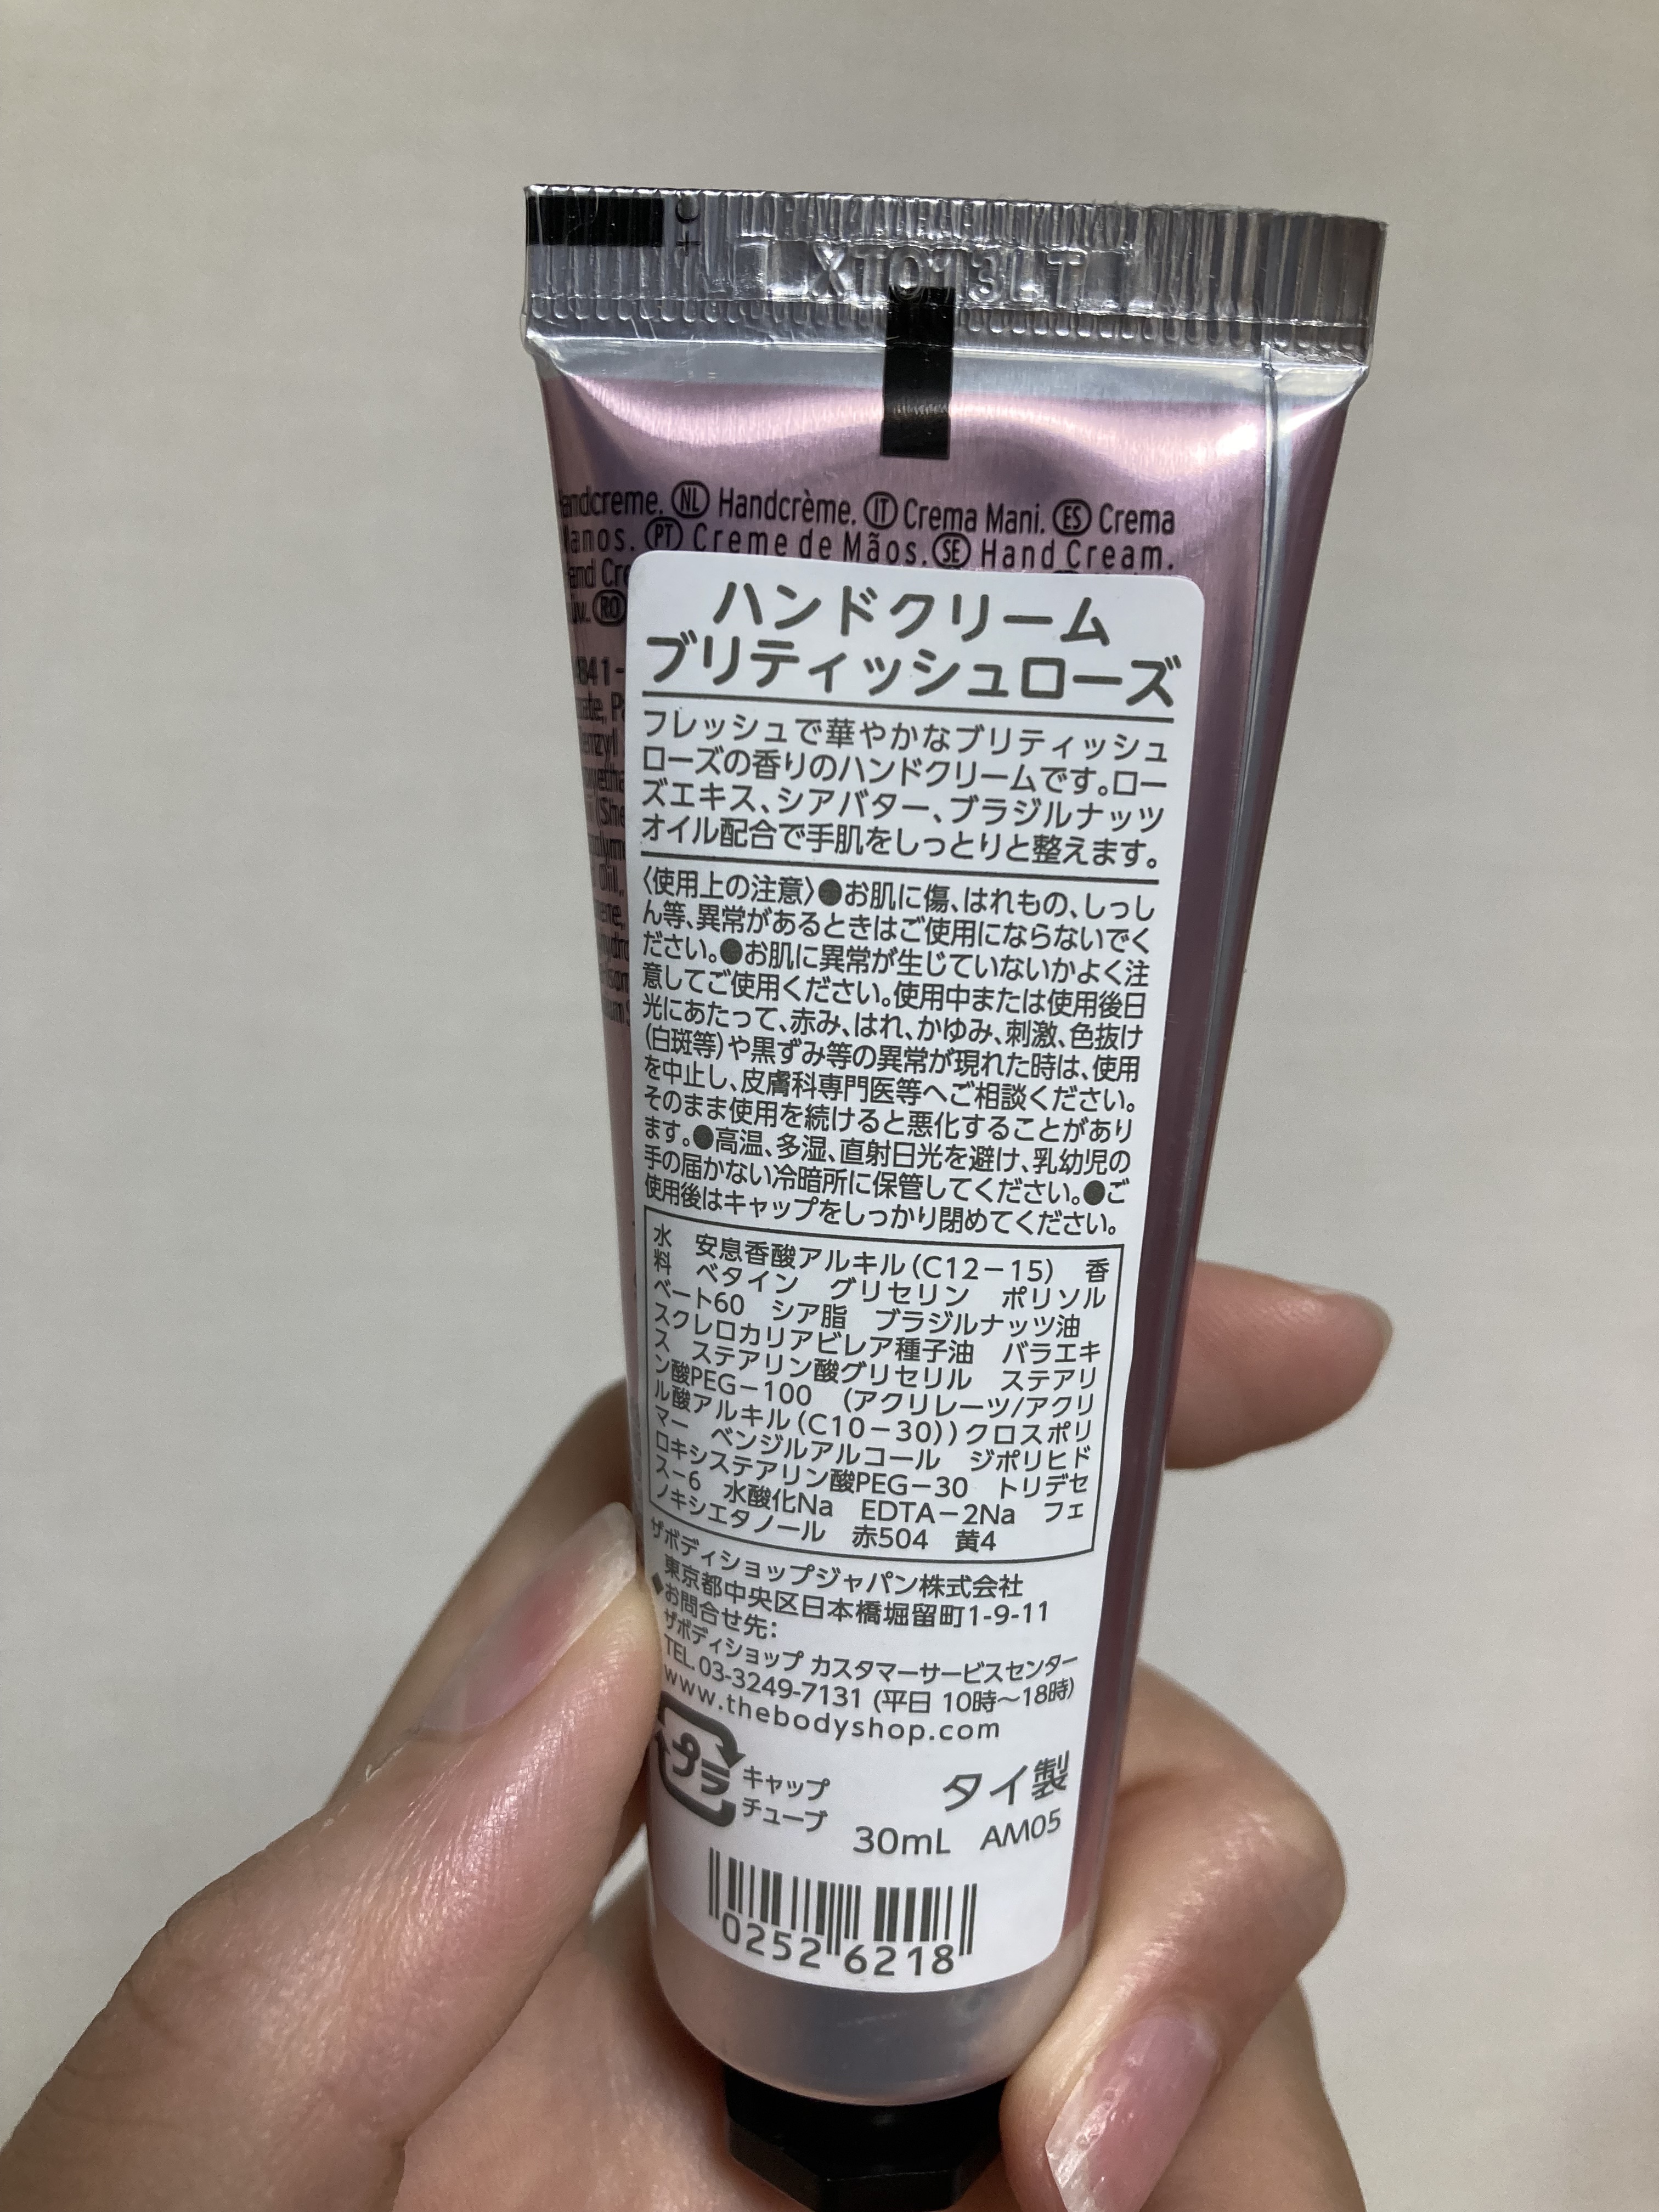 XT013LT
Handcreme. NL Handcrème. IT Crema Mani. ES Crema
Manos. PT Creme de Mãos. SE Hand Cream.
RO
ハンドクリーム
ブリティッシュローズ
フレッシュで華やかなブリティッシュ
ローズの香りのハンドクリームです。ロー
ズエキス、シアバター、ブラジルナッツ
オイル配合で手肌をしっとりと整えます。
〈使用上の注意〉●お肌に傷、はれもの、しっし
ん等、異常があるときはご使用にならないでく
ださい。●お肌に異常が生じていないかよく注
意してご使用ください。使用中または使用後日
光にあたって、赤み、はれ、かゆみ、刺激、色抜け
(白斑等)や黒ずみ等の異常が現れた時は、使用
を中止し、皮膚科専門医等へご相談ください。
そのまま使用を続けると悪化することがあり
ます。●高温、多湿、直射日光を避け、乳幼児の
手の届かない冷暗所に保管してください。●ご
使用後はキャップをしっかり閉めてください。
水　安息香酸アルキル(C12－15)　香
料　ベタイン　グリセリン　ポリソル
ベート60　シア脂　ブラジルナッツ油
スクレロカリアビレア種子油　バラエキ
ス　ステアリン酸グリセリル　ステアリ
ン酸PEG－100　(アクリレーツ/アクリ
ル酸アルキル(C10－30))クロスポリ
マー　ベンジルアルコール　ジポリヒド
ロキシステアリン酸PEG－30　トリデセ
ス－6　水酸化Na　EDTA－2Na　フェ
ノキシエタノール　赤504　黄4
ザボディショップジャパン株式会社
東京都中央区日本橋堀留町1-9-11
◆お問合せ先：
ザボディショップ カスタマーサービスセンター
TEL.03-3249-7131 (平日 10時～18時)
www.thebodyshop.com
プラ キャップ
チューブ
タイ製
30mL AM05
0252 6218